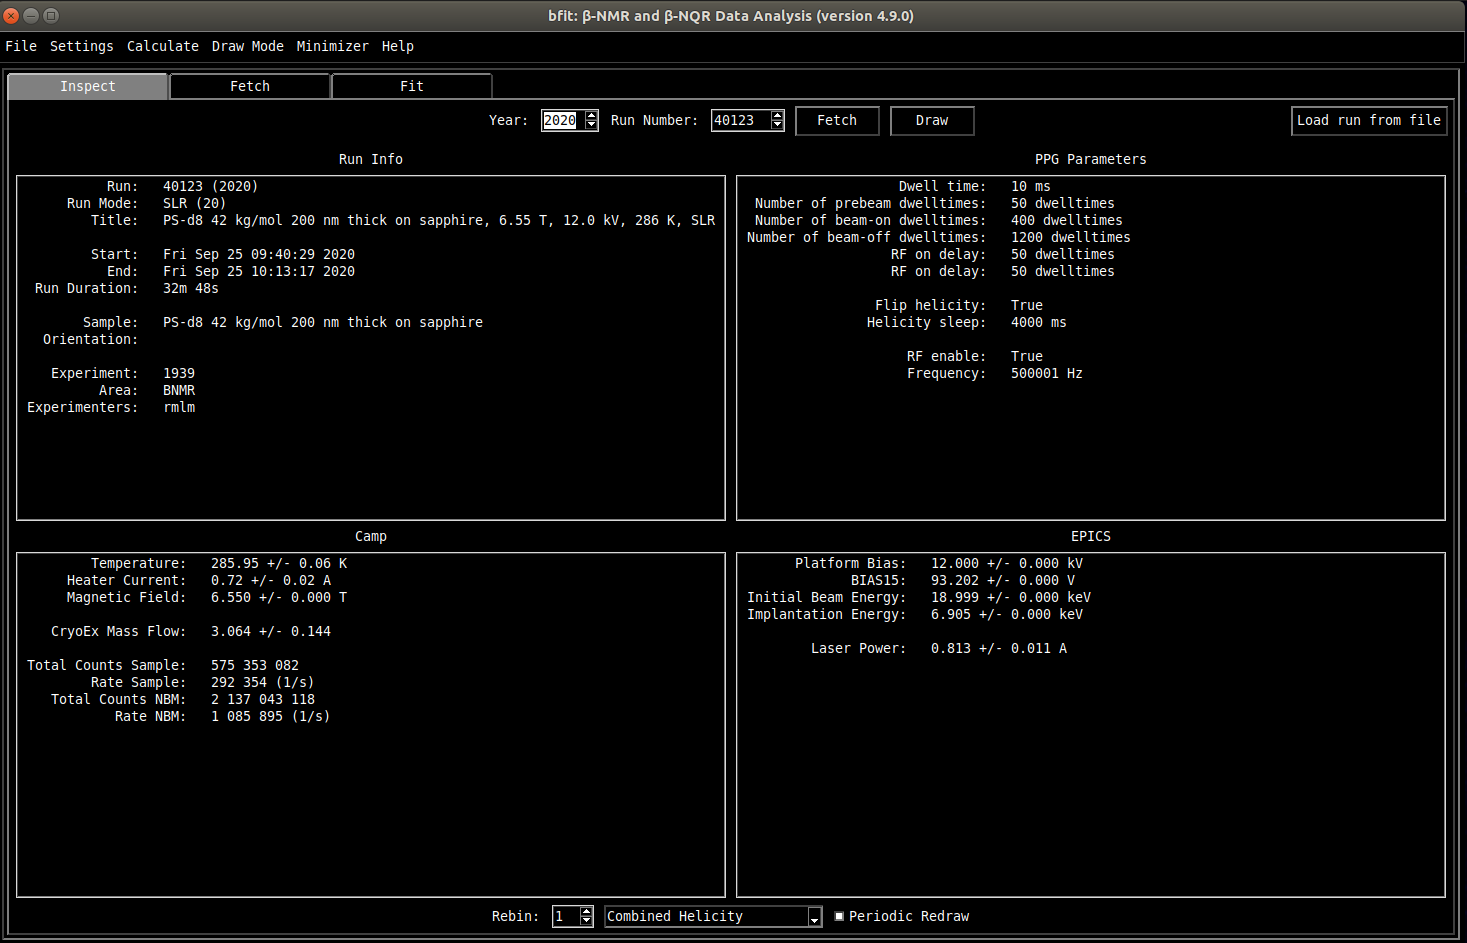 bfit: β-NMR and β-NQR Data Analysis (version 4.9.0)
File Settings Calculate Draw Mode Minimizer Help
Inspect Fetch Fit
Year: 2020 Run Number: 40123 Fetch Draw Load run from file
Run Info
Run: 40123 (2020)
Run Mode: SLR (20)
Title: PS-d8 42 kg/mol 200 nm thick on sapphire, 6.55 T, 12.0 kV, 286 K, SLR
Start: Fri Sep 25 09:40:29 2020
End: Fri Sep 25 10:13:17 2020
Run Duration: 32m 48s
Sample: PS-d8 42 kg/mol 200 nm thick on sapphire
Orientation:
Experiment: 1939
Area: BNMR
Experimenters: rmlm
PPG Parameters
Dwell time: 10 ms
Number of prebeam dwelltimes: 50 dwelltimes
Number of beam-on dwelltimes: 400 dwelltimes
Number of beam-off dwelltimes: 1200 dwelltimes
RF on delay: 50 dwelltimes
RF on delay: 50 dwelltimes
Flip helicity: True
Helicity sleep: 4000 ms
RF enable: True
Frequency: 500001 Hz
Camp
Temperature: 285.95 +/- 0.06 K
Heater Current: 0.72 +/- 0.02 A
Magnetic Field: 6.550 +/- 0.000 T
CryoEx Mass Flow: 3.064 +/- 0.144
Total Counts Sample: 575 353 082
Rate Sample: 292 354 (1/s)
Total Counts NBM: 2 137 043 118
Rate NBM: 1 085 895 (1/s)
EPICS
Platform Bias: 12.000 +/- 0.000 kV
BIAS15: 93.202 +/- 0.000 V
Initial Beam Energy: 18.999 +/- 0.000 keV
Implantation Energy: 6.905 +/- 0.000 keV
Laser Power: 0.813 +/- 0.011 A
Rebin: 1 Combined Helicity Periodic Redraw